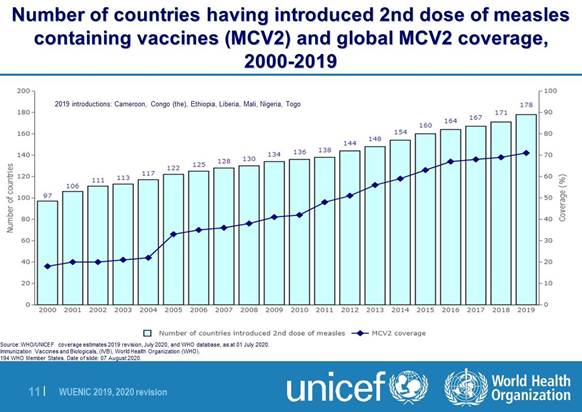 Number of countries having introduced 2nd dose of measles
containing vaccines (MCV2) and global MCV2 coverage,
2000-2019
2019 introductions: Cameroon, Congo (the), Ethiopia, Liberia, Mali, Nigeria, Togo
Number of countries
200
180
160
140
120
100
80
60
40
20
0
97 106 111 113 117 122 125 128 130 134 136 138 144 148 154 160 164 167 171 178
100
90
80
70
60
50
40
30
20
10
0
Coverage (%)
2000 2001 2002 2003 2004 2005 2006 2007 2008 2009 2010 2011 2012 2013 2014 2015 2016 2017 2018 2019
Number of countries introduced 2nd dose of measles MCV2 coverage
Source: WHO/UNICEF coverage estimates 2019 revision, July 2020, and WHO database, as at 01 July 2020.
Immunization Vaccines and Biologicals, (IVB), World Health Organization (WHO).
194 WHO Member States. Date of slide: 07 August 2020.
11 | WUENIC 2019, 2020 revision
unicef
World Health
Organization